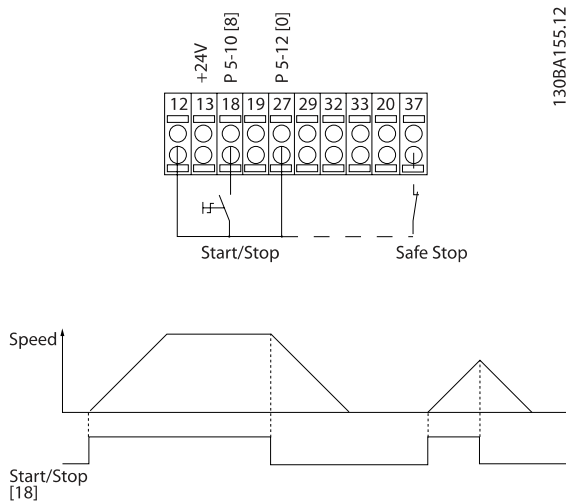 +24V
P 5-10 [8]
P 5-12 [0]
130BA155.12
12 13 18 19 27 29 32 33 20 37
Start/Stop
Safe Stop
Speed
Start/Stop
[18]